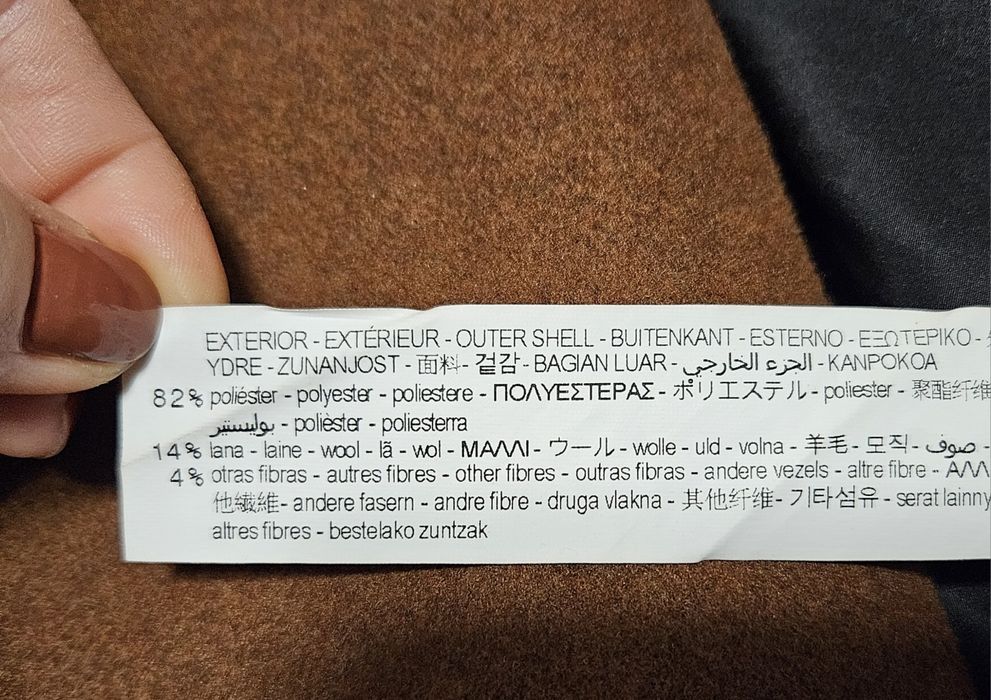 EXTERIOR - EXTÉRIEUR - OUTER SHELL - BUITENKANT - ESTERNO - ΕΞΩΤΕΡΙΚΟ -
YDRE - ZUNANJOST - 面料- 겉감 - BAGIAN LUAR - الجزء الخارجي - KANPOKOA
82% poliéster - polyester - poliestere - ΠΟΛΥΕΣΤΕΡΑΣ - ポリエステル - poliester - 聚酯纤维
بوليستير - polièster - poliesterra
14% lana - laine - wool - lã - wol - ΜΑΛΛΙ - ウール - wolle - uld - volna - 羊毛 - 모직 - صوف -
4% otras fibras - autres fibres - other fibres - outras fibras - andere vezels - altre fibre -
他繊維- andere fasern - andre fibre - druga vlakna - 其他纤维- 기타섬유 - serat lainny
altres fibres - bestelako zuntzak